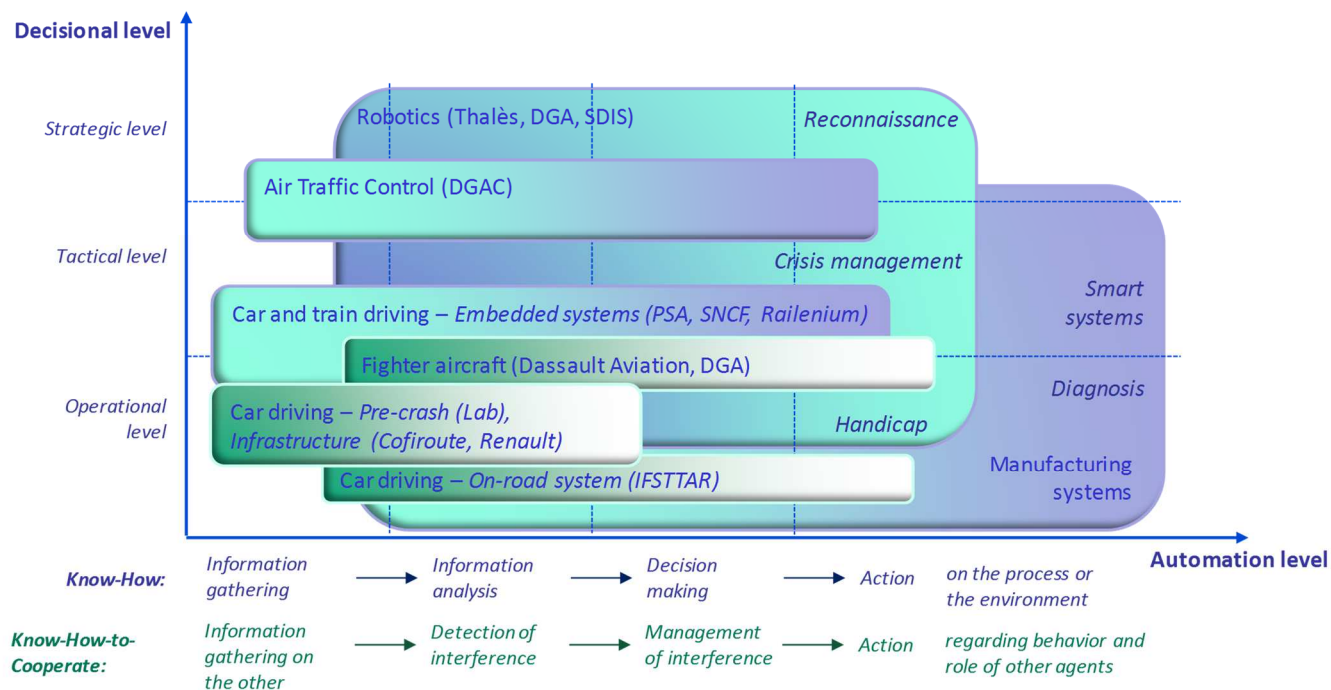 Decisional level
Strategic level
Robotics (Thalès, DGA, SDIS)
Reconnaissance
Air Traffic Control (DGAC)
Tactical level
Crisis management
Smart
systems
Car and train driving – Embedded systems (PSA, SNCF, Railenium)
Fighter aircraft (Dassault Aviation, DGA)
Diagnosis
Operational
level
Car driving – Pre-crash (Lab),
Infrastructure (Cofiroute, Renault)
Handicap
Car driving – On-road system (IFSTTAR)
Manufacturing
systems
Automation level
Know-How:
Information
gathering
Information
analysis
Decision
making
Action
on the process or
the environment
Know-How-to-
Cooperate:
Information
gathering on
the other
Detection of
interference
Management
of interference
Action
regarding behavior and
role of other agents